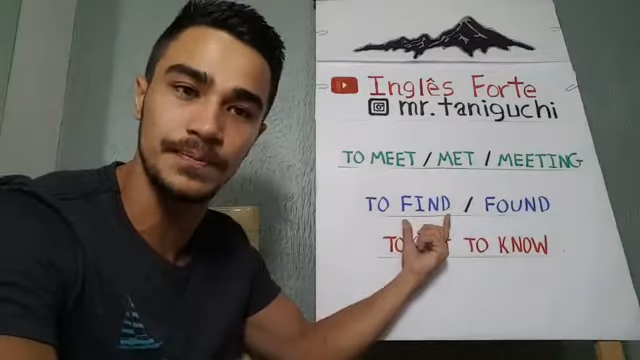 Inglês Forte
mr.taniguchi
TO MEET / MET / MEETING
TO FIND / FOUND
TO KNOW